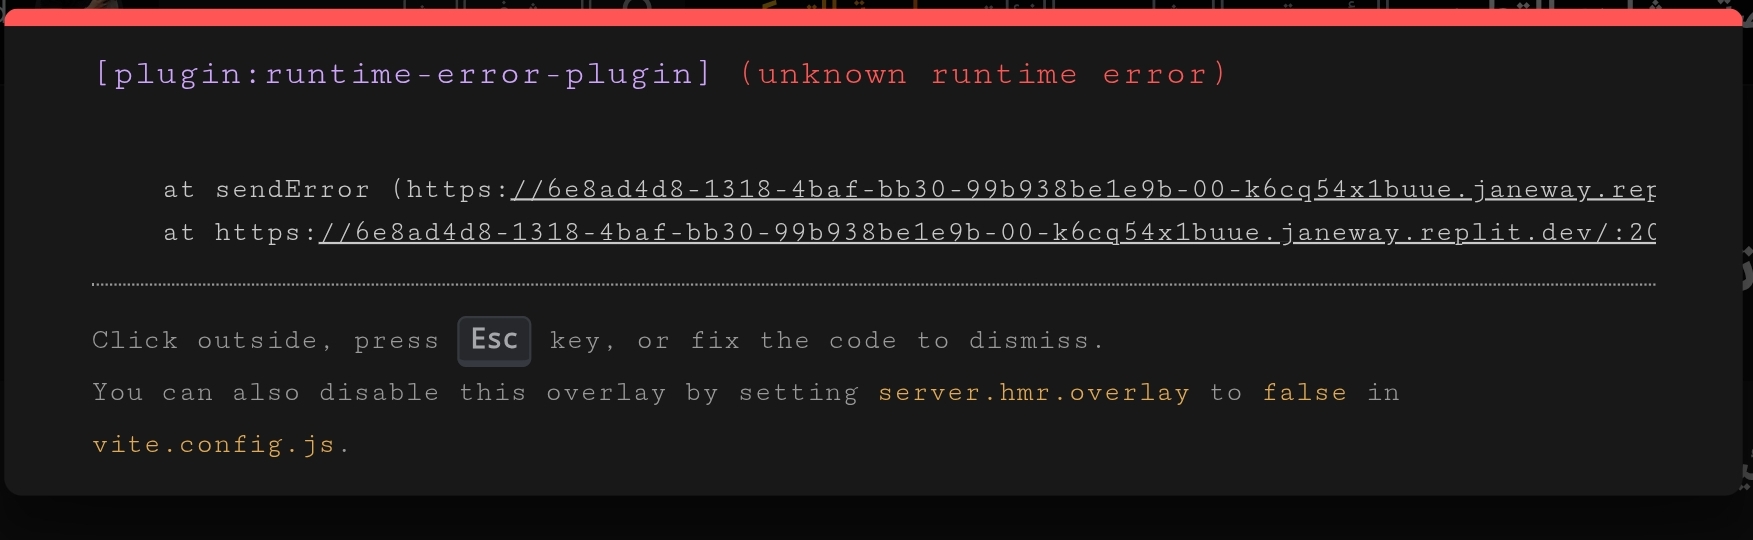 [plugin:runtime-error-plugin] (unknown runtime error)
at sendError (https://6e8ad4d8-1318-4baf-bb30-99b938be1e9b-00-k6cq54x1buue.janeway.rep
at https://6e8ad4d8-1318-4baf-bb30-99b938be1e9b-00-k6cq54x1buue.janeway.replit.dev/:20
Click outside, press Esc key, or fix the code to dismiss.
You can also disable this overlay by setting server.hmr.overlay to false in
vite.config.js.